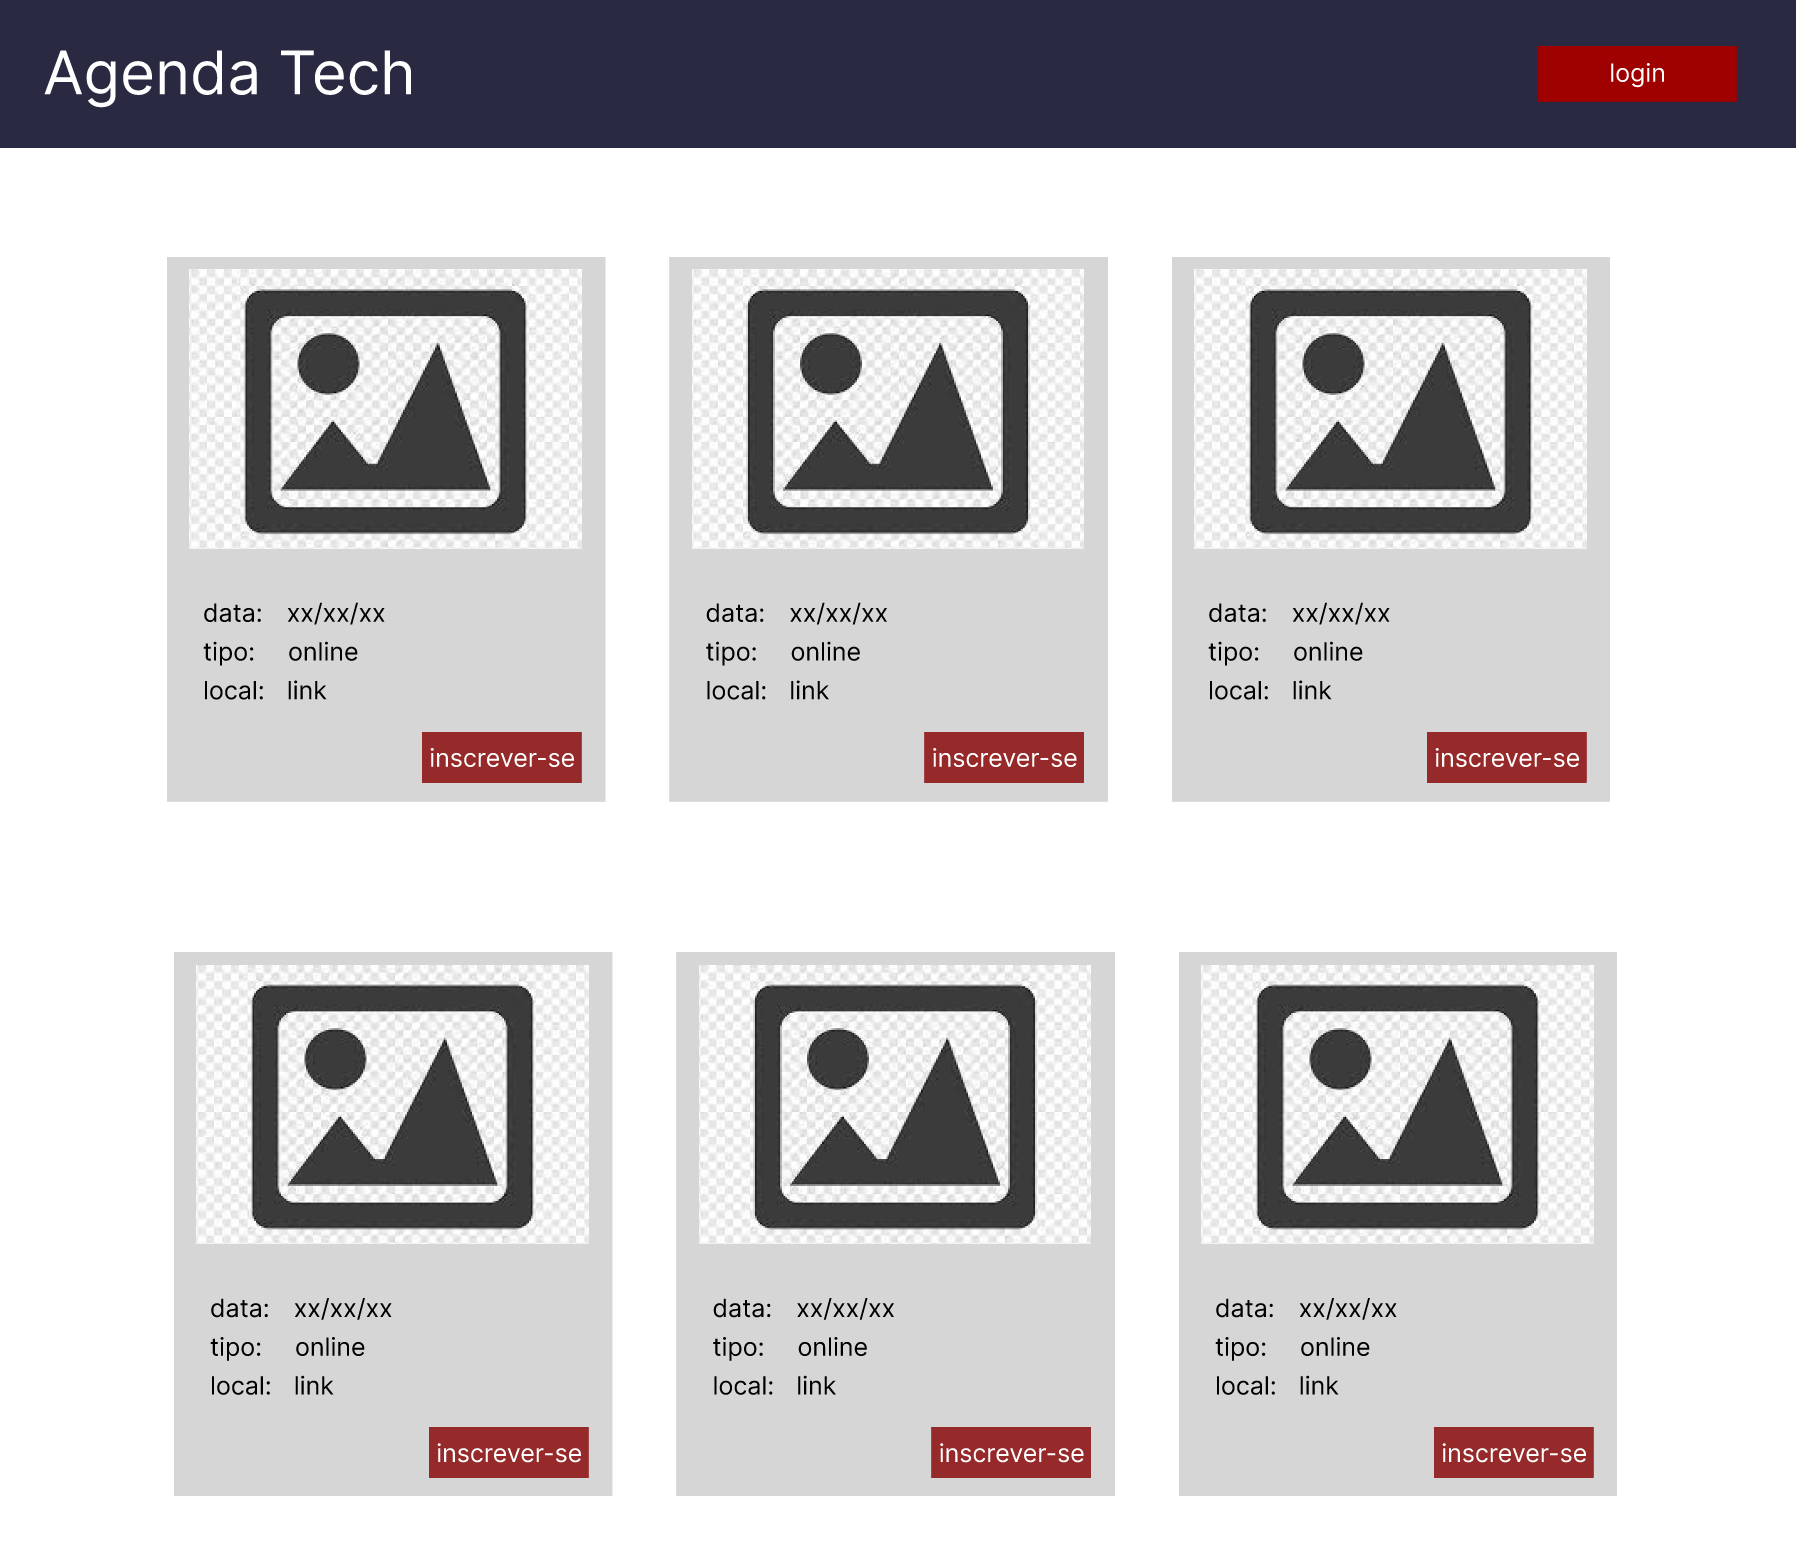 Agenda Tech
login
data: xx/xx/xx
tipo: online
local: link
inscrever-se
data: xx/xx/xx
tipo: online
local: link
inscrever-se
data: xx/xx/xx
tipo: online
local: link
inscrever-se
data: xx/xx/xx
tipo: online
local: link
inscrever-se
data: xx/xx/xx
tipo: online
local: link
inscrever-se
data: xx/xx/xx
tipo: online
local: link
inscrever-se